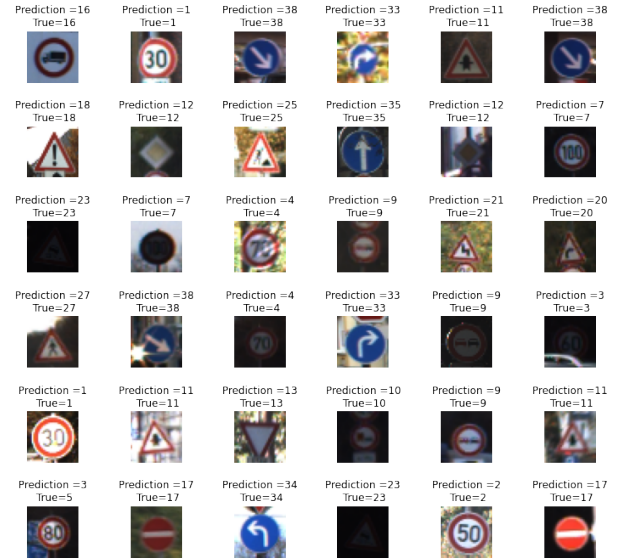 Prediction =16 Prediction =1 Prediction =38 Prediction =33 Prediction =11 Prediction =38
True=16 True=1 True=38 True=33 True=11 True=38
30
Prediction =18 Prediction =12 Prediction =25 Prediction =35 Prediction =12 Prediction =7
True=18 True=12 True=25 True=35 True=12 True=7
100
Prediction =23 Prediction =7 Prediction =4 Prediction =9 Prediction =21 Prediction =20
True=23 True=7 True=4 True=9 True=21 True=20
70
Prediction =27 Prediction =38 Prediction =4 Prediction =33 Prediction =9 Prediction =3
True=27 True=38 True=4 True=33 True=9 True=3
70 60
Prediction =1 Prediction =11 Prediction =13 Prediction =10 Prediction =9 Prediction =11
True=1 True=11 True=13 True=10 True=9 True=11
30
Prediction =3 Prediction =17 Prediction =34 Prediction =23 Prediction =2 Prediction =17
True=5 True=17 True=34 True=23 True=2 True=17
80 50